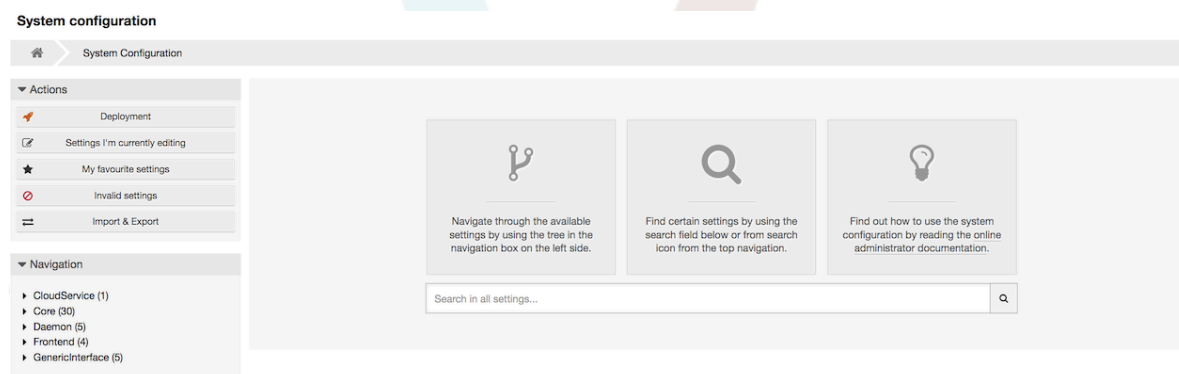 System configuration
System Configuration
Actions
Deployment
Settings I'm currently editing
My favourite settings
Invalid settings
Import & Export
Navigation
CloudService (1)
Core (30)
Daemon (5)
Frontend (4)
GenericInterface (5)
Navigate through the available
settings by using the tree in the
navigation box on the left side.
Find certain settings by using the
search field below or from search
icon from the top navigation.
Find out how to use the system
configuration by reading the online
administrator documentation.
Search in all settings...